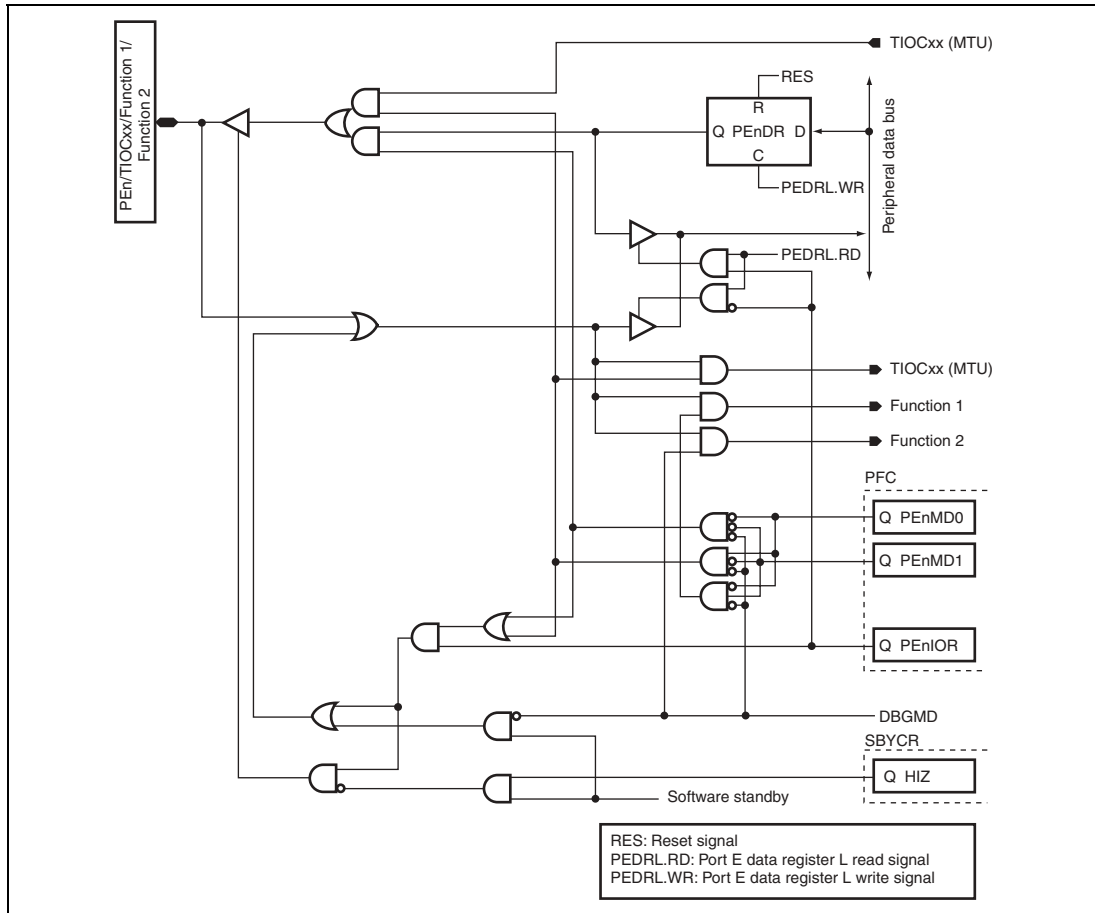 PEn/TIOCxx/Function 1/
Function 2
TIOCxx (MTU)
RES
R
Q PEnDR D
C
PEDRL.WR
Peripheral data bus
PEDRL.RD
TIOCxx (MTU)
Function 1
Function 2
PFC
Q PEnMD0
Q PEnMD1
Q PEnIOR
DBGMD
SBYCR
Q HIZ
Software standby
RES: Reset signal
PEDRL.RD: Port E data register L read signal
PEDRL.WR: Port E data register L write signal